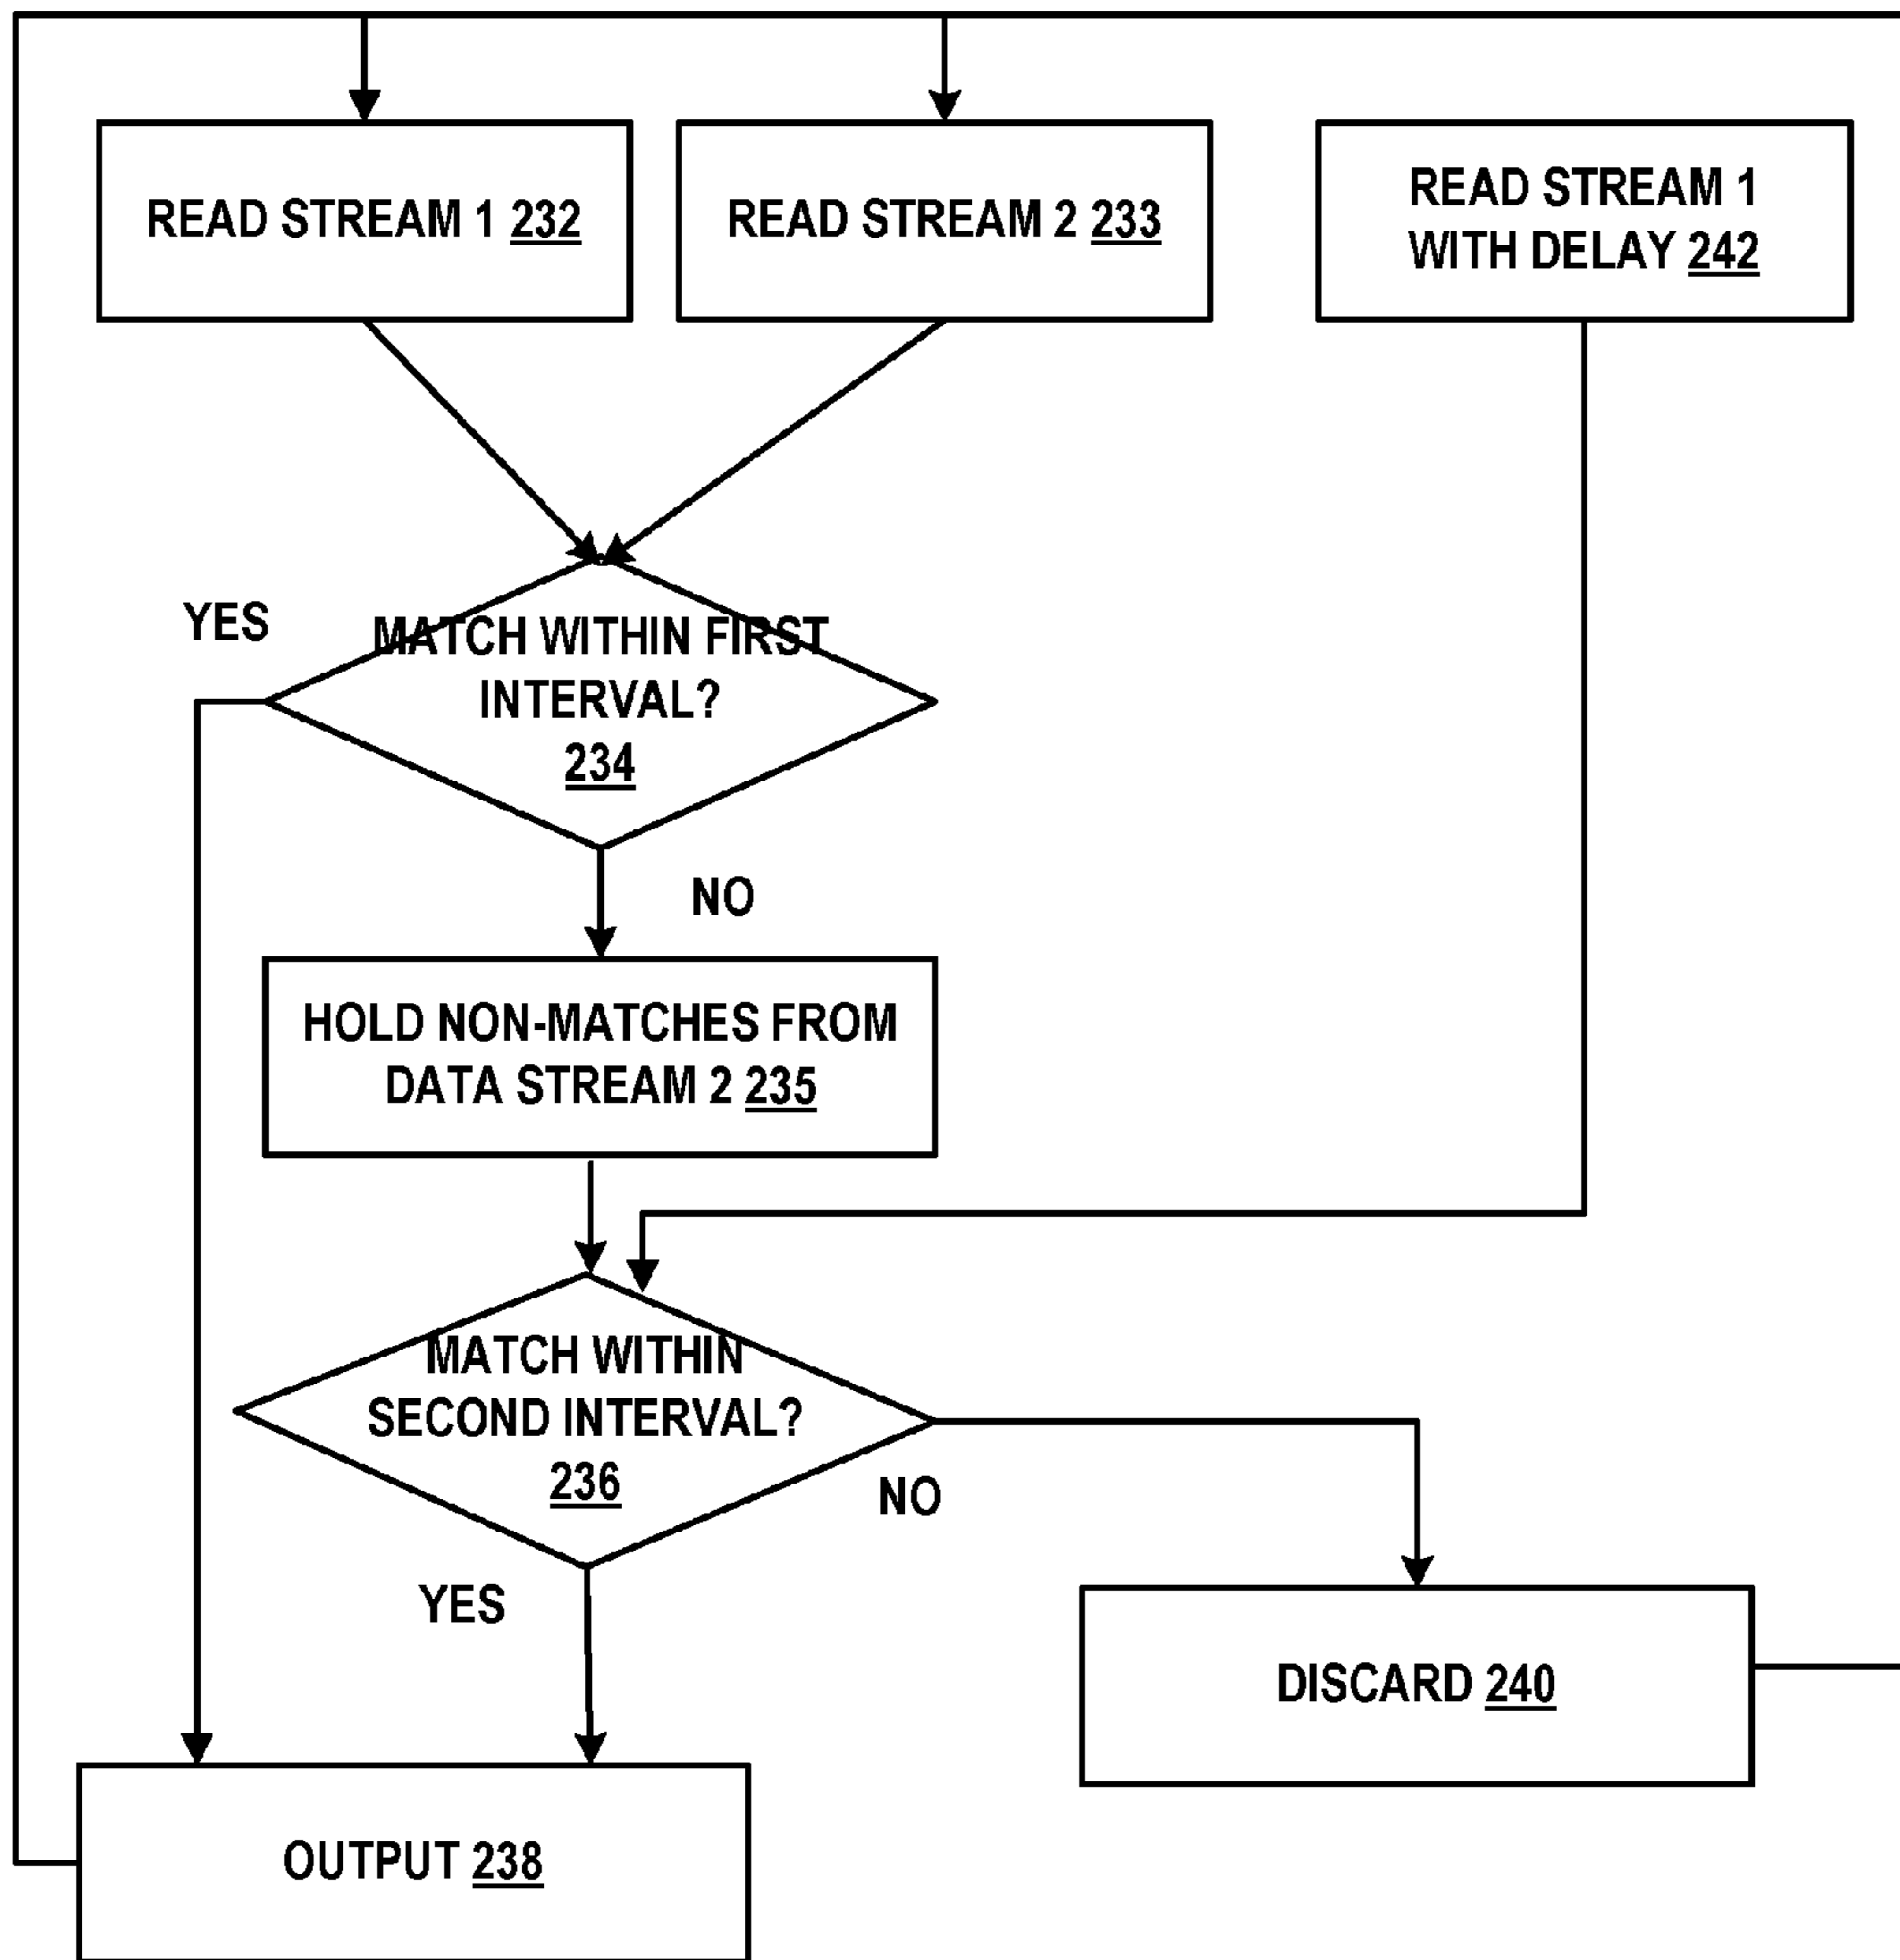 READ STREAM 1 232
READ STREAM 2 233
READ STREAM 1
WITH DELAY 242
YES
MATCH WITHIN FIRST
INTERVAL?
234
NO
HOLD NON-MATCHES FROM
DATA STREAM 2 235
MATCH WITHIN
SECOND INTERVAL?
236
NO
YES
DISCARD 240
OUTPUT 238